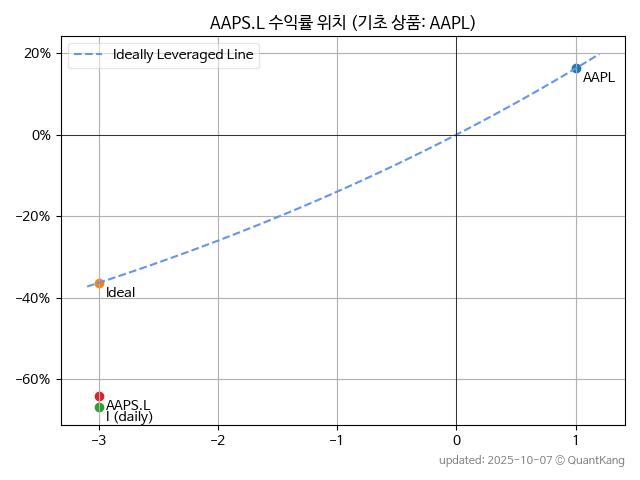 AAPS.L 수익률 위치 (기초 상품: AAPL)
Ideally Leveraged Line
20%
0%
−20%
−40%
−60%
AAPL
Ideal
AAPS.L
I (daily)
−3
−2
−1
0
1
updated: 2025-10-07 © QuantKang